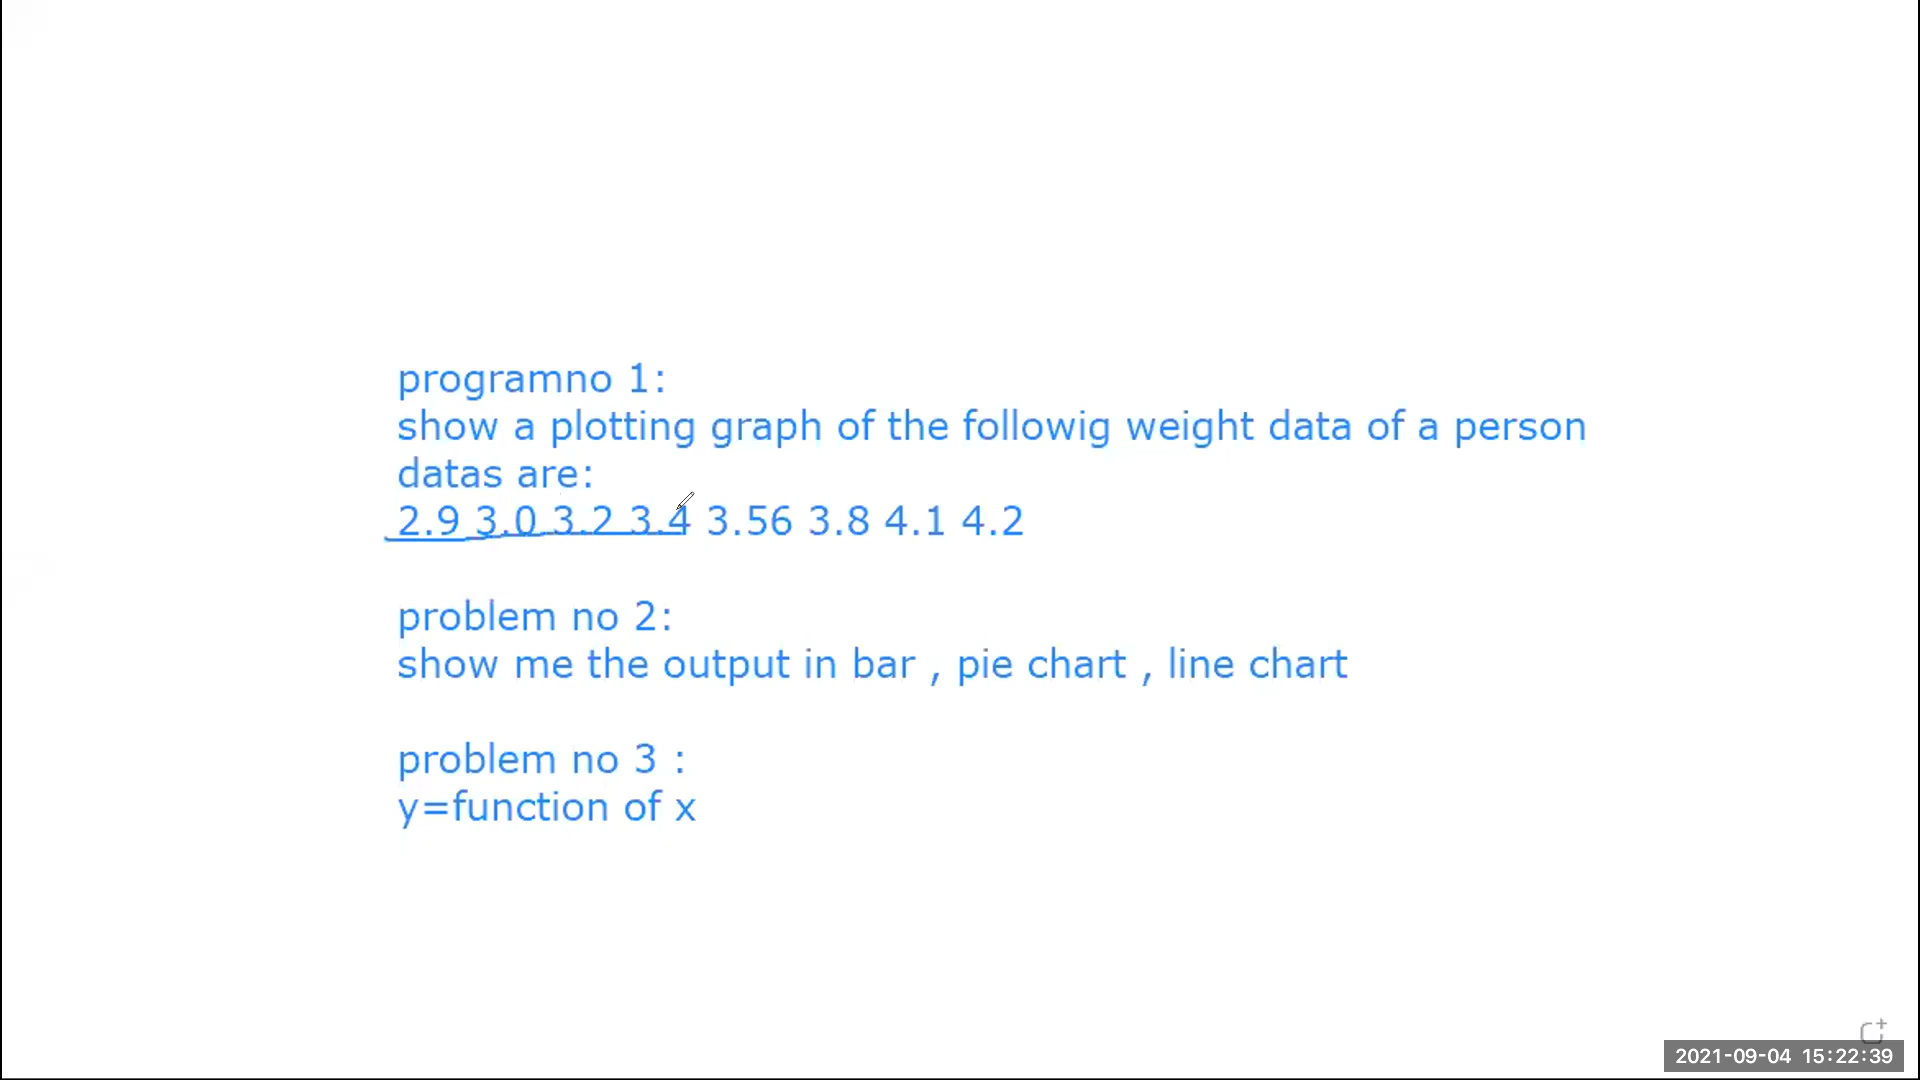 programno 1:
show a plotting graph of the followig weight data of a person
datas are:
2.9 3.0 3.2 3.4 3.56 3.8 4.1 4.2
problem no 2:
show me the output in bar , pie chart , line chart
problem no 3 :
y=function of x
2021-09-04 15:22:39